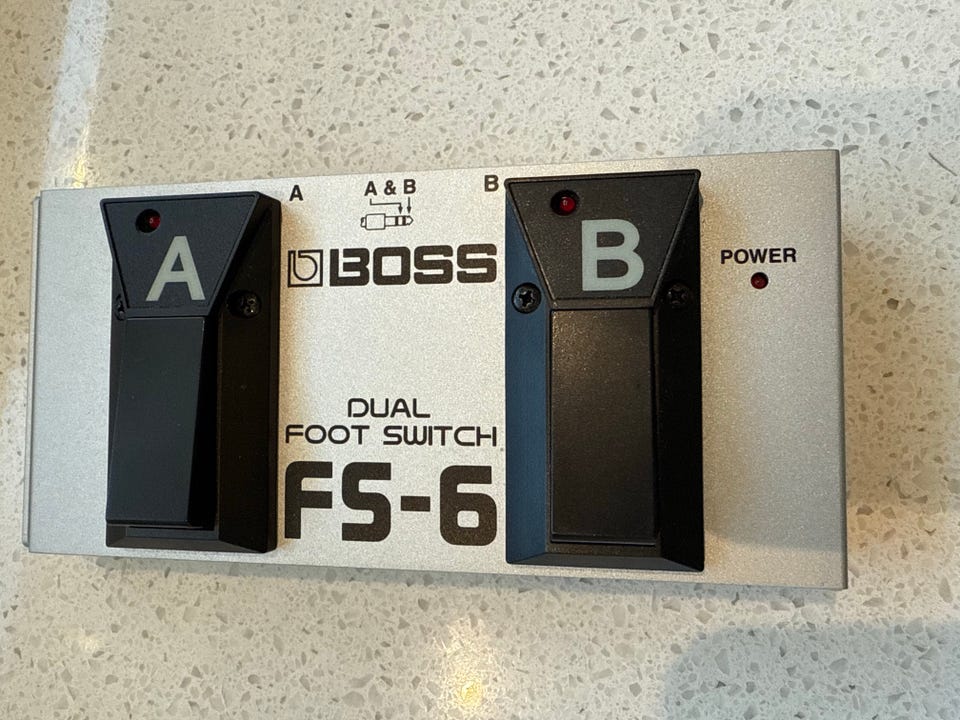 A
A & B
B
A
B
BOSS
POWER
DUAL
FOOT SWITCH
FS-6